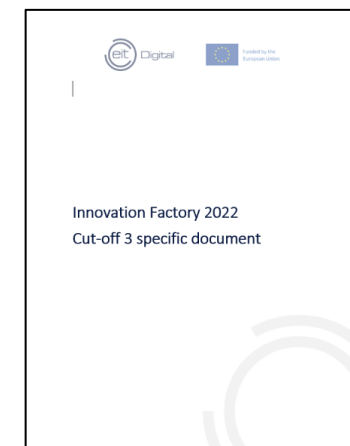 eit Digital
Funded by the
European Union
Innovation Factory 2022
Cut-off 3 specific document